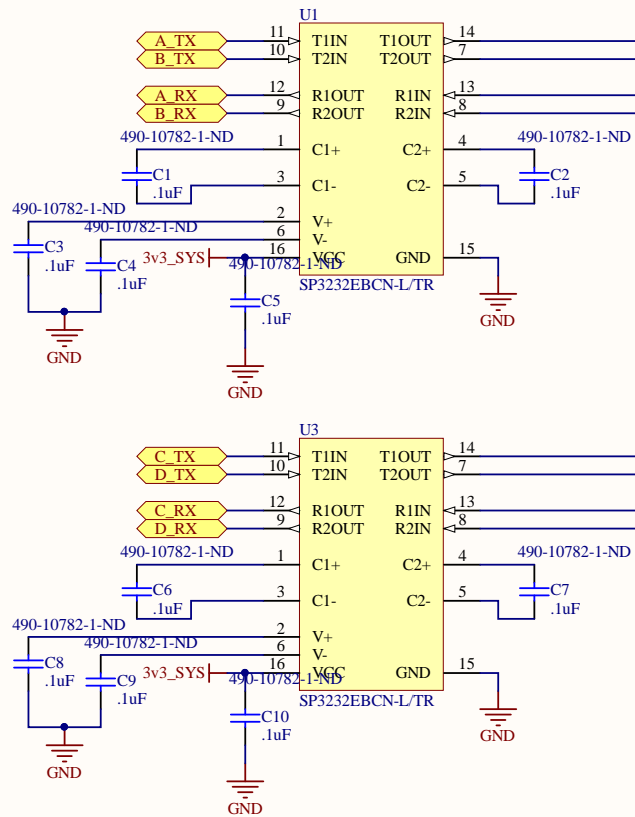 U1
A_TX 11 T1IN T1OUT 14
B_TX 10 T2IN T2OUT 7
A_RX 12 R1OUT R1IN 13
B_RX 9 R2OUT R2IN 8
490-10782-1-ND 490-10782-1-ND
1 C1+ C2+ 4
C1 C2
.1uF .1uF
3 C1- C2- 5
490-10782-1-ND
2 V+
490-10782-1-ND
6 V-
C3
.1uF
C4
.1uF
3v3_SYS 16 VCC GND 15
490-10782-1-ND
SP3232EBCN-L/TR
C5
.1uF
GND
GND
GND
U3
C_TX 11 T1IN T1OUT 14
D_TX 10 T2IN T2OUT 7
C_RX 12 R1OUT R1IN 13
D_RX 9 R2OUT R2IN 8
490-10782-1-ND 490-10782-1-ND
1 C1+ C2+ 4
C6 C7
.1uF .1uF
3 C1- C2- 5
490-10782-1-ND
2 V+
490-10782-1-ND
6 V-
C8
.1uF
C9
.1uF
3v3_SYS 16 VCC GND 15
490-10782-1-ND
SP3232EBCN-L/TR
C10
.1uF
GND
GND
GND